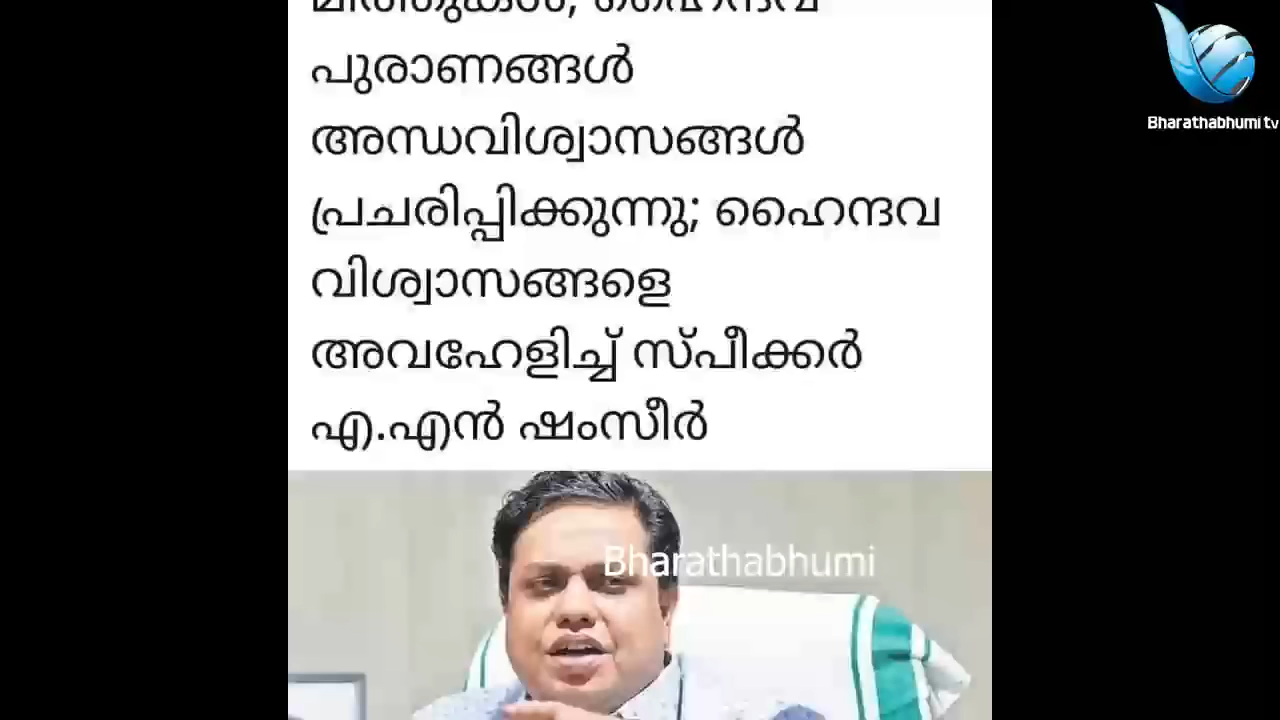 പുരാണങ്ങൾ
അന്ധവിശ്വാസങ്ങൾ
പ്രചരിപ്പിക്കുന്നു; ഹൈന്ദവ
വിശ്വാസങ്ങളെ
അവഹേളിച്ച് സ്പീക്കർ
എ.എൻ ഷംസീർ
Bharathabhumi tv
Bharathabhumi